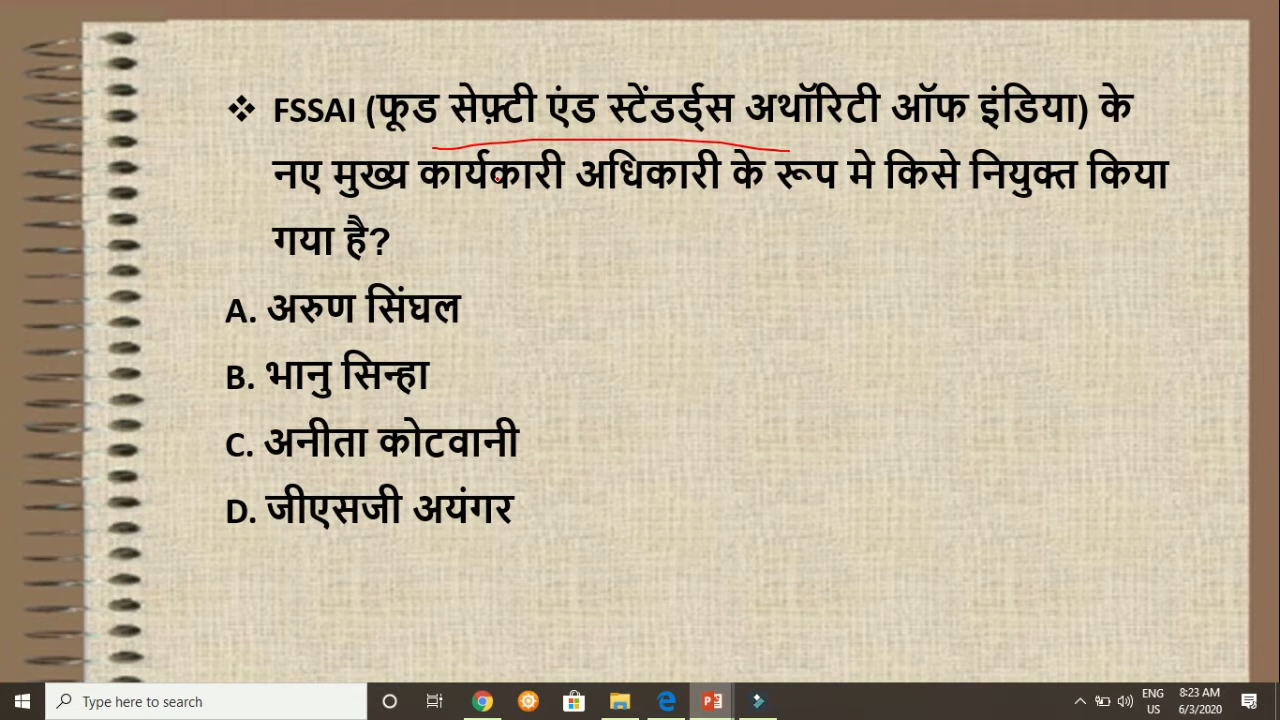 ❖ FSSAI (फूड सेफ़्टी एंड स्टेंडर्ड्स अथॉरिटी ऑफ इंडिया) के
नए मुख्य कार्यकारी अधिकारी के रूप मे किसे नियुक्त किया
गया है?
A. अरुण सिंघल
B. भानु सिन्हा
C. अनीता कोटवानी
D. जीएसजी अयंगर
Type here to search
ENG
US
8:23 AM
6/3/2020